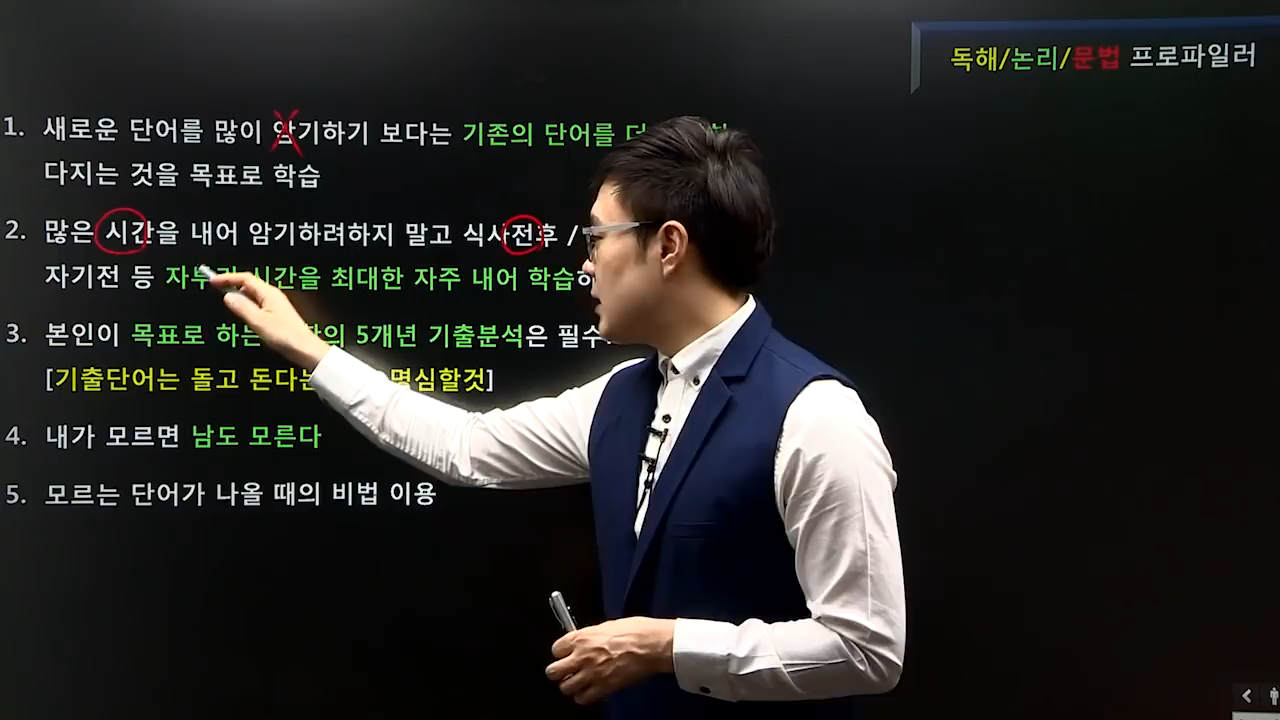 독해/논리/문법 프로파일러
1. 새로운 단어를 많이 암기하기 보다는 기존의 단어를
다지는 것을 목표로 학습
2. 많은 시간을 내어 암기하려하지 말고 식사전후 /
자기전 등 시간을 최대한 자주 내어 학습
3. 본인이 목표로 하는 5개년 기출분석은 필수
[기출단어는 돌고 돈다는 명심할것]
4. 내가 모르면 남도 모른다
5. 모르는 단어가 나올 때의 비법 이용